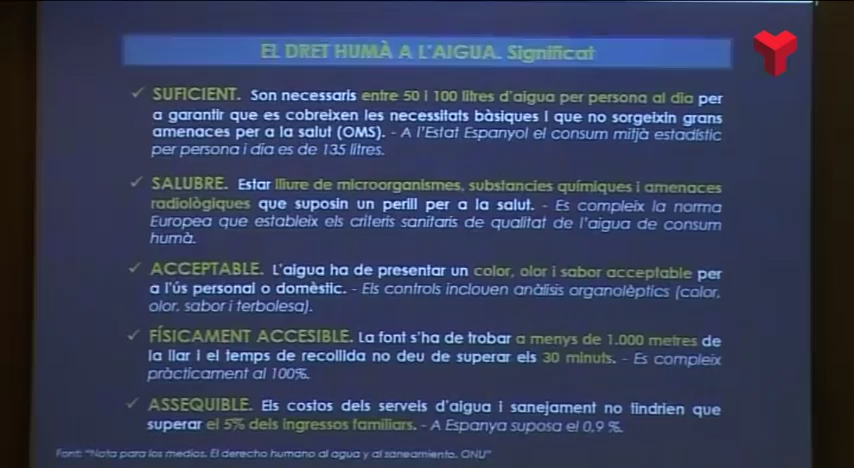 EL DRET HUMÀ A L'AIGUA. Significat
✓ SUFICIENT. Son necessaris entre 50 i 100 litres d'aigua per persona al dia per
a garantir que es cobreixen les necessitats bàsiques i que no sorgeixin grans
amenaces per a la salut (OMS). - A l'Estat Espanyol el consum mitjà estadístic
per persona i dia es de 135 litres.
✓ SALUBRE. Estar lliure de microorganismes, substancies químiques i amenaces
radiològiques que suposin un perill per a la salut. - Es compleix la norma
Europea que estableix els criteris sanitaris de qualitat de l'aigua de consum
humà.
✓ ACCEPTABLE. L'aigua ha de presentar un color, olor i sabor acceptable per
a l'ús personal o domèstic. - Els controls inclouen anàlisis organolèptics (color,
olor, sabor i terbolesa).
✓ FÍSICAMENT ACCESIBLE. La font s'ha de trobar a menys de 1.000 metres de
la llar i el temps de recollida no deu de superar els 30 minuts. - Es compleix
pràcticament al 100%.
✓ ASSEQUIBLE. Els costos dels serveis d'aigua i sanejament no tindrien que
superar el 5% dels ingressos familiars. - A Espanya suposa el 0,9 %.
Font: "Nota para los medios. El derecho humano al agua y al saneamiento. ONU"